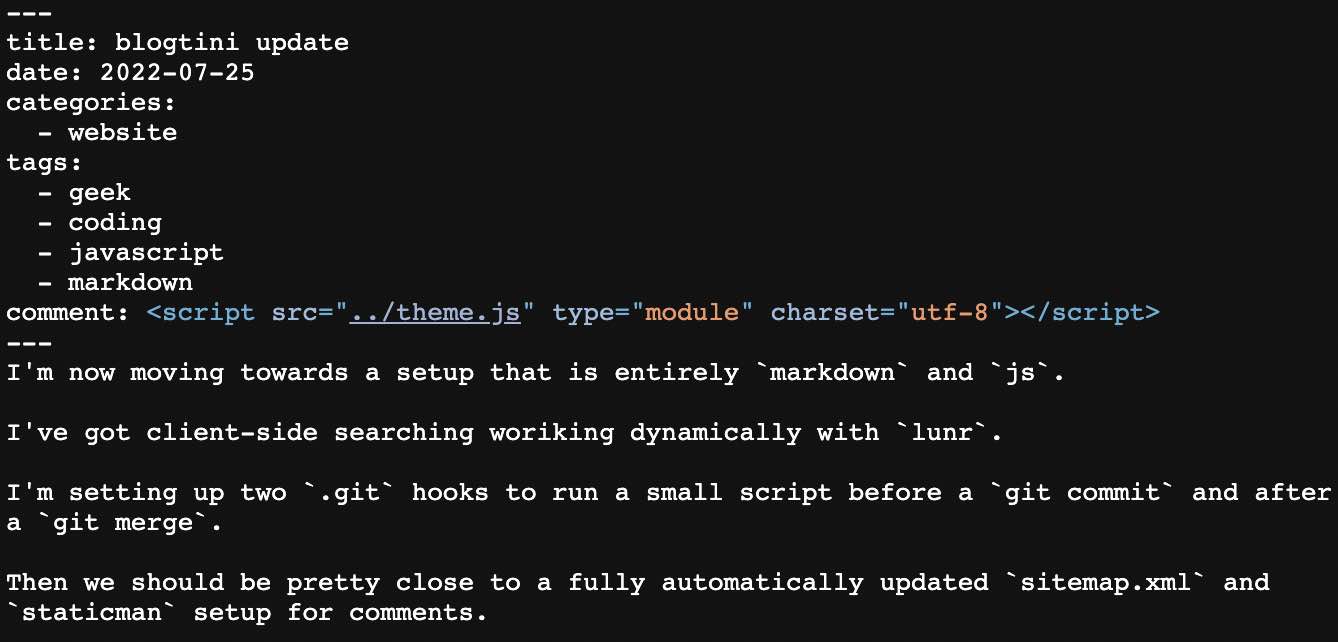 ---
title: blogtini update
date: 2022-07-25
categories:
  - website
tags:
  - geek
  - coding
  - javascript
  - markdown
comment: <script src="../theme.js" type="module" charset="utf-8"></script>
---
I'm now moving towards a setup that is entirely `markdown` and `js`.

I've got client-side searching woriking dynamically with `lunr`.

I'm setting up two `.git` hooks to run a small script before a `git commit` and after
a `git merge`.

Then we should be pretty close to a fully automatically updated `sitemap.xml` and
`staticman` setup for comments.